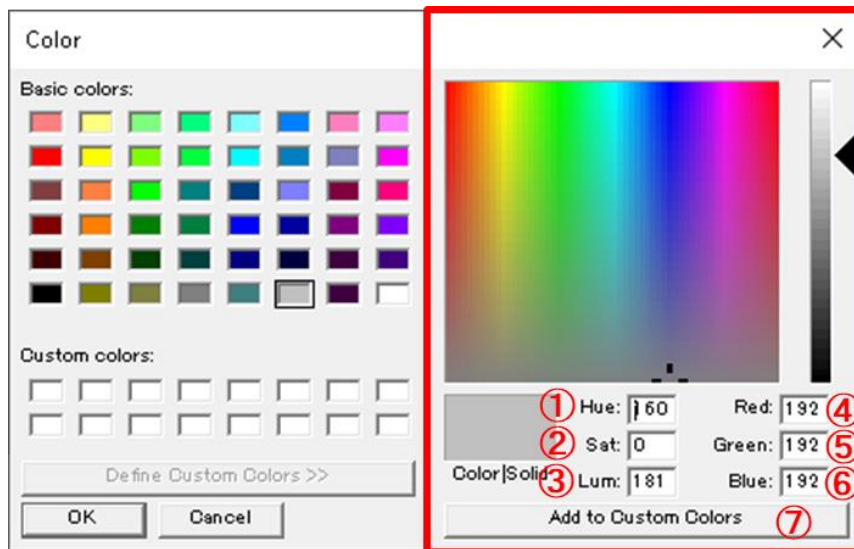 Color
Basic colors:
Custom colors:
Define Custom Colors >>
OK Cancel
① Hue: 160 Red: 192 ④
② Sat: 0 Green: 192 ⑤
Color|Solid
③ Lum: 181 Blue: 192 ⑥
Add to Custom Colors ⑦